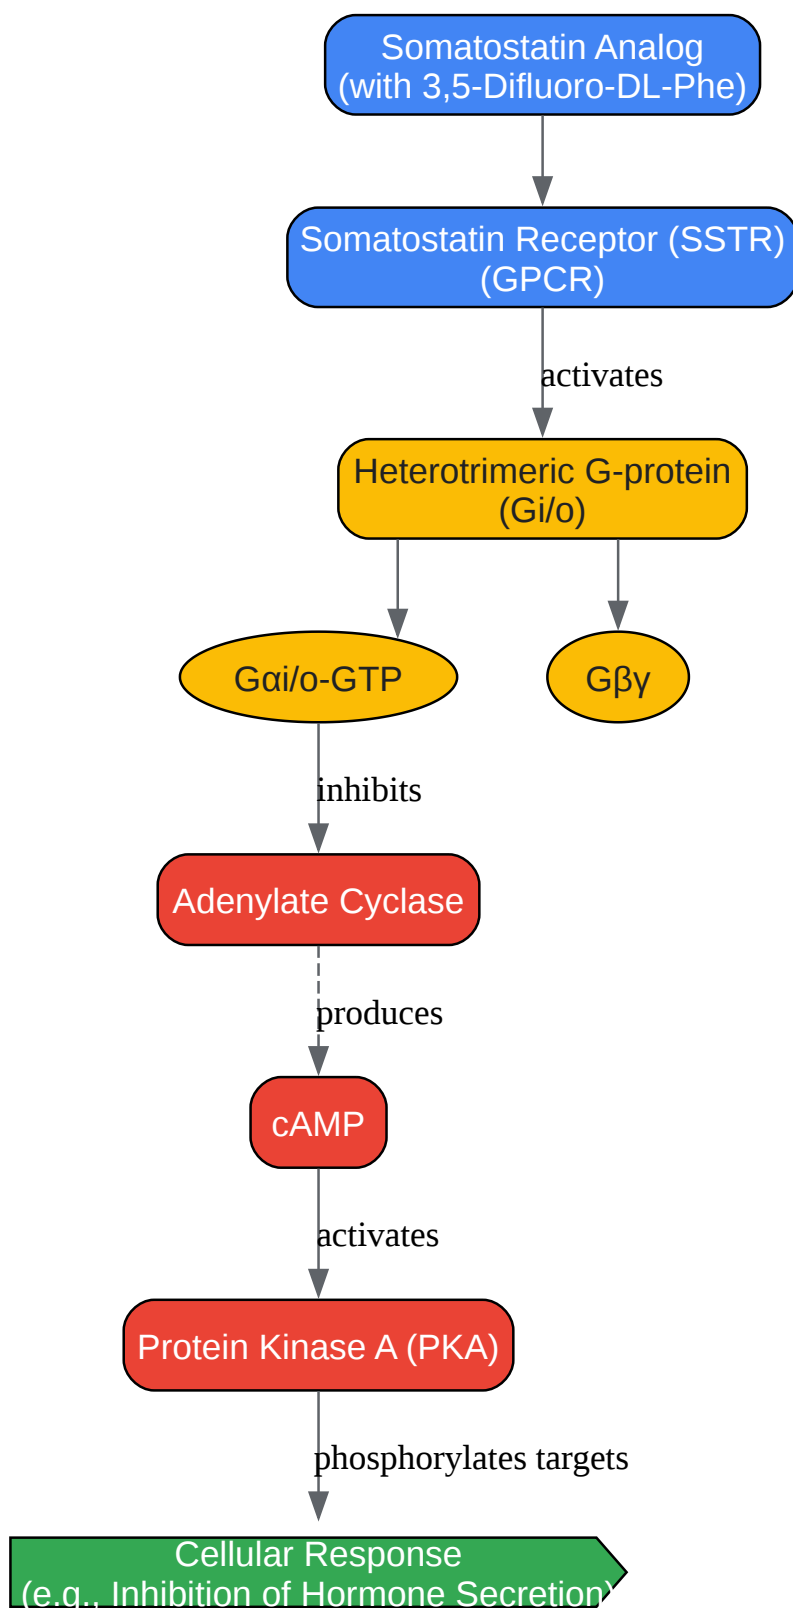 Somatostatin Analog
(with 3,5-Difluoro-DL-Phe)
Somatostatin Receptor (SSTR)
(GPCR)
activates
Heterotrimeric G-protein
(Gi/o)
Gαi/o-GTP
Gβγ
inhibits
Adenylate Cyclase
produces
cAMP
activates
Protein Kinase A (PKA)
phosphorylates targets
Cellular Response
(e.g., Inhibition of Hormone Secretion)